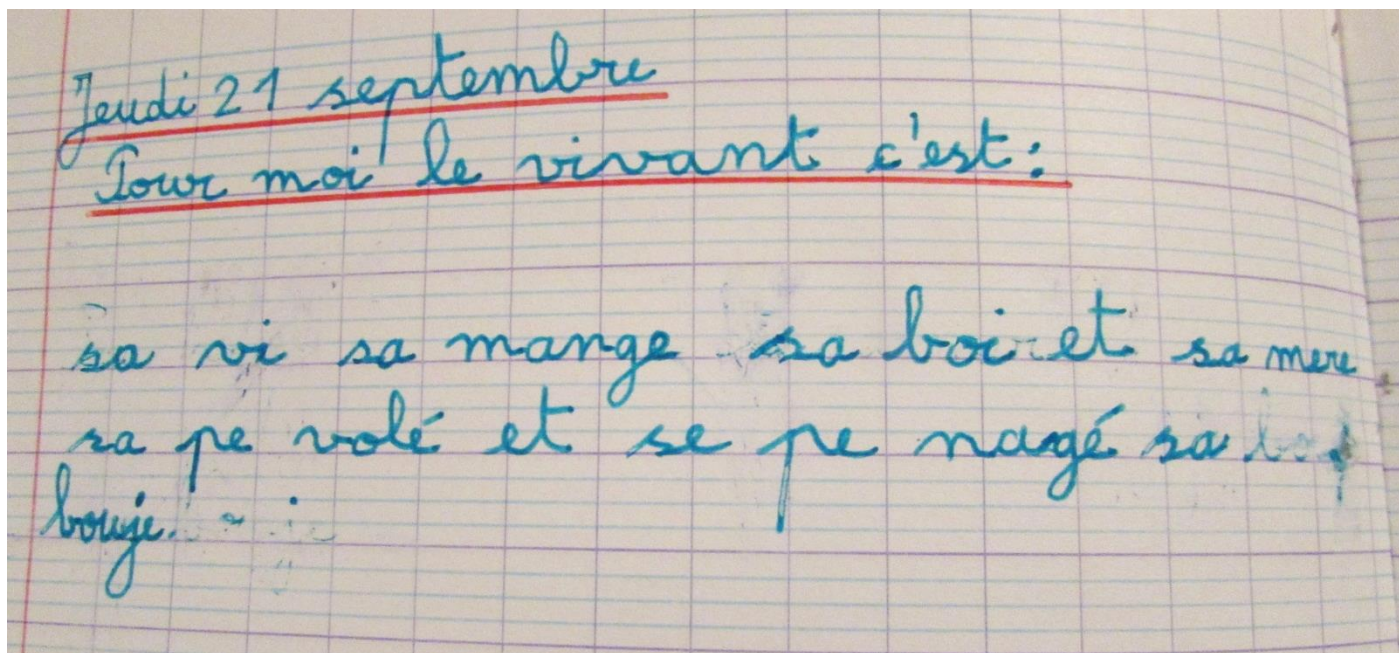 Jeudi 21 septembre
Pour moi le vivant c'est:
sa vi sa mange sa boi et sa mere
sa pe volé et se pe nagé sa
bouje.